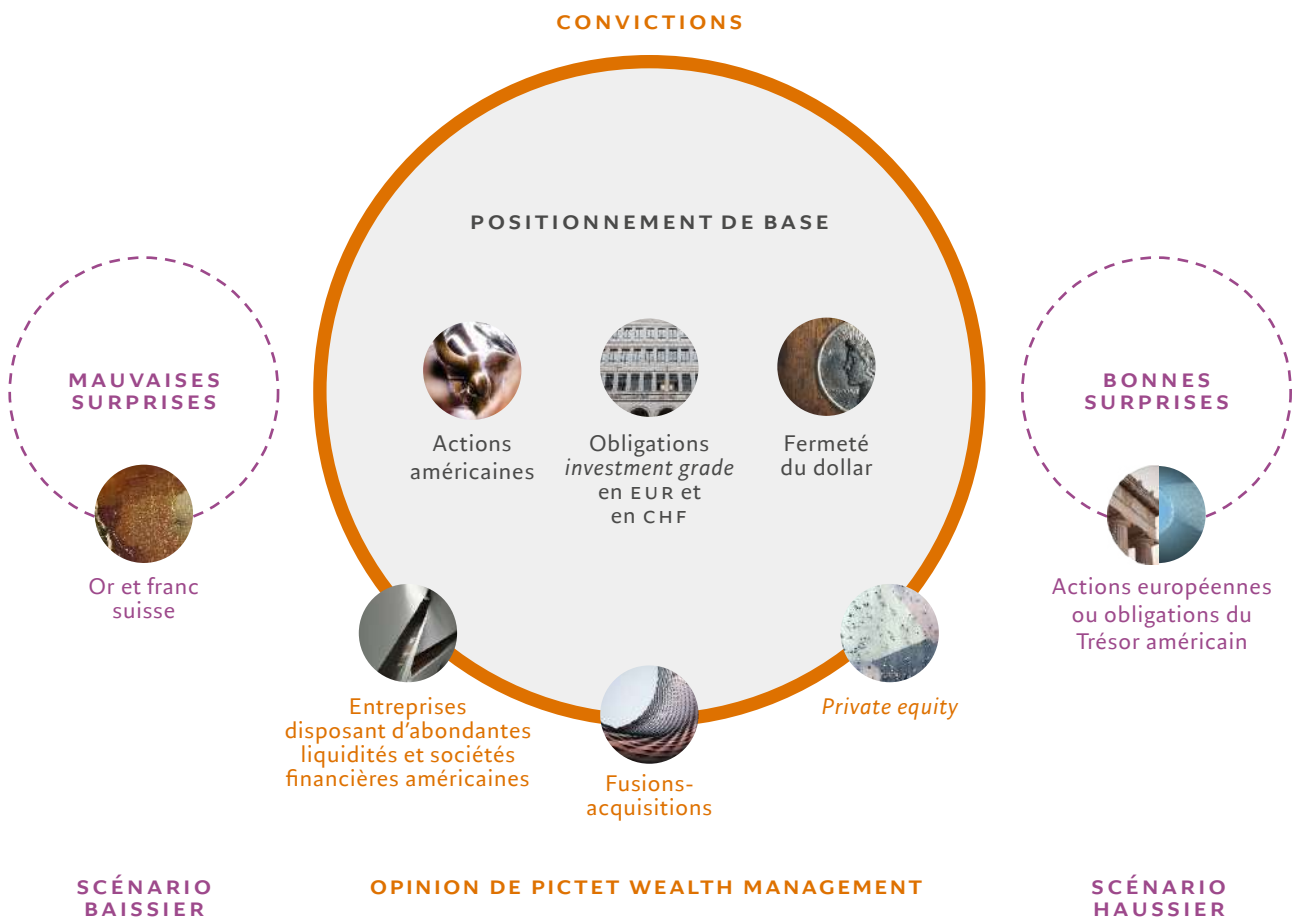 CONVICTIONS
POSITIONNEMENT DE BASE
MAUVAISES
SURPRISES
BONNES
SURPRISES
Actions
américaines
Obligations
investment grade
en EUR et
en CHF
Fermeté
du dollar
Or et franc
suisse
Actions européennes
ou obligations du
Trésor américain
Entreprises
disposant d'abondantes
liquidités et sociétés
financières américaines
Fusions-
acquisitions
Private equity
SCÉNARIO
BAISSIER
OPINION DE PICTET WEALTH MANAGEMENT
SCÉNARIO
HAUSSIER